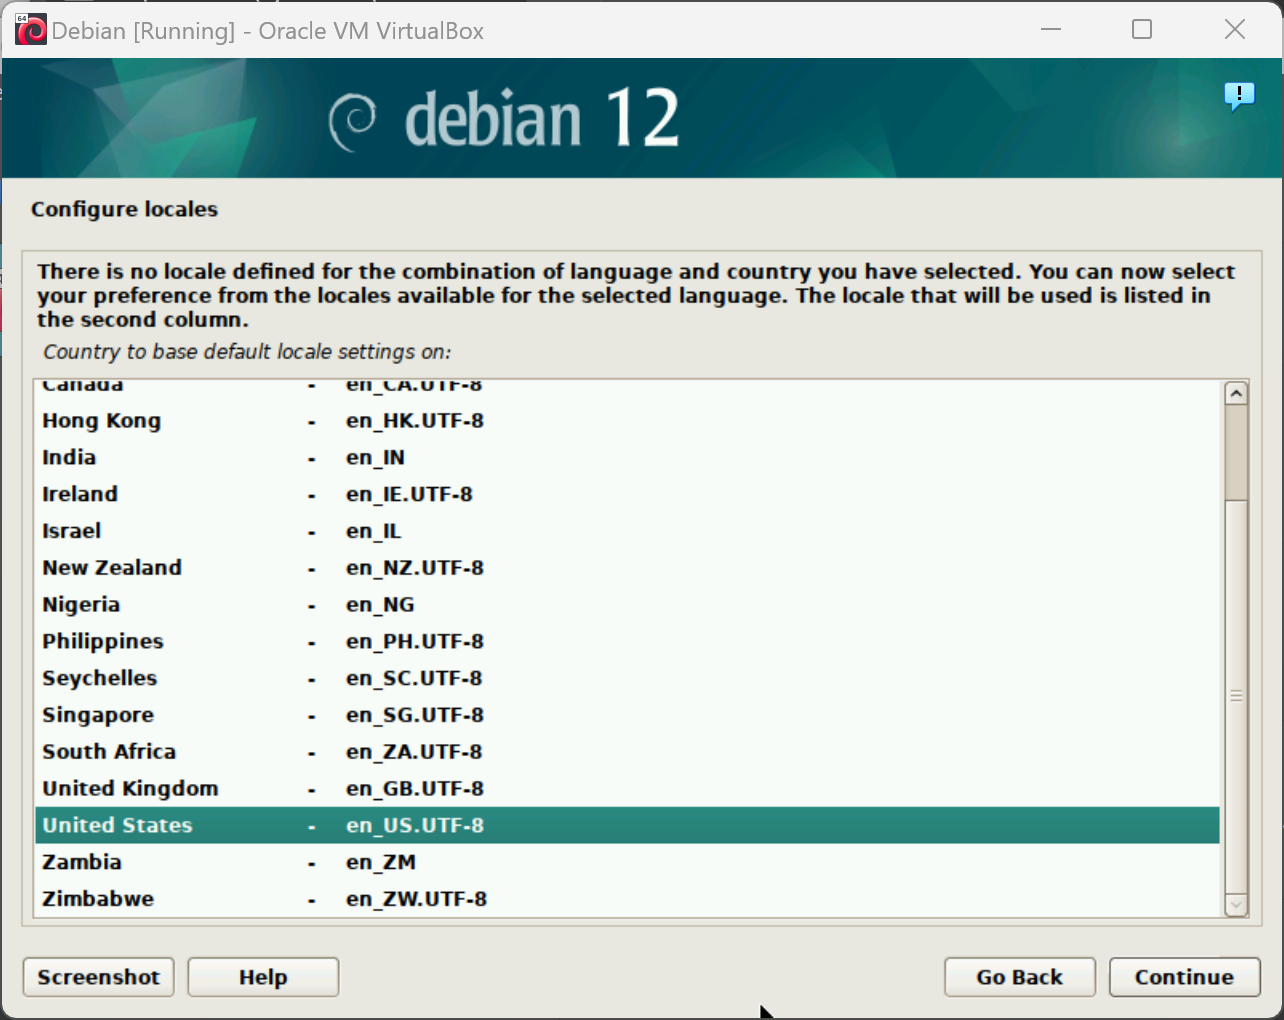 64
Debian [Running] - Oracle VM VirtualBox
debian 12
!
Configure locales
There is no locale defined for the combination of language and country you have selected. You can now select
your preference from the locales available for the selected language. The locale that will be used is listed in
the second column.
Country to base default locale settings on:
Canada - en_CA.UTF-8
Hong Kong - en_HK.UTF-8
India - en_IN
Ireland - en_IE.UTF-8
Israel - en_IL
New Zealand - en_NZ.UTF-8
Nigeria - en_NG
Philippines - en_PH.UTF-8
Seychelles - en_SC.UTF-8
Singapore - en_SG.UTF-8
South Africa - en_ZA.UTF-8
United Kingdom - en_GB.UTF-8
United States - en_US.UTF-8
Zambia - en_ZM
Zimbabwe - en_ZW.UTF-8
Screenshot Help Go Back Continue